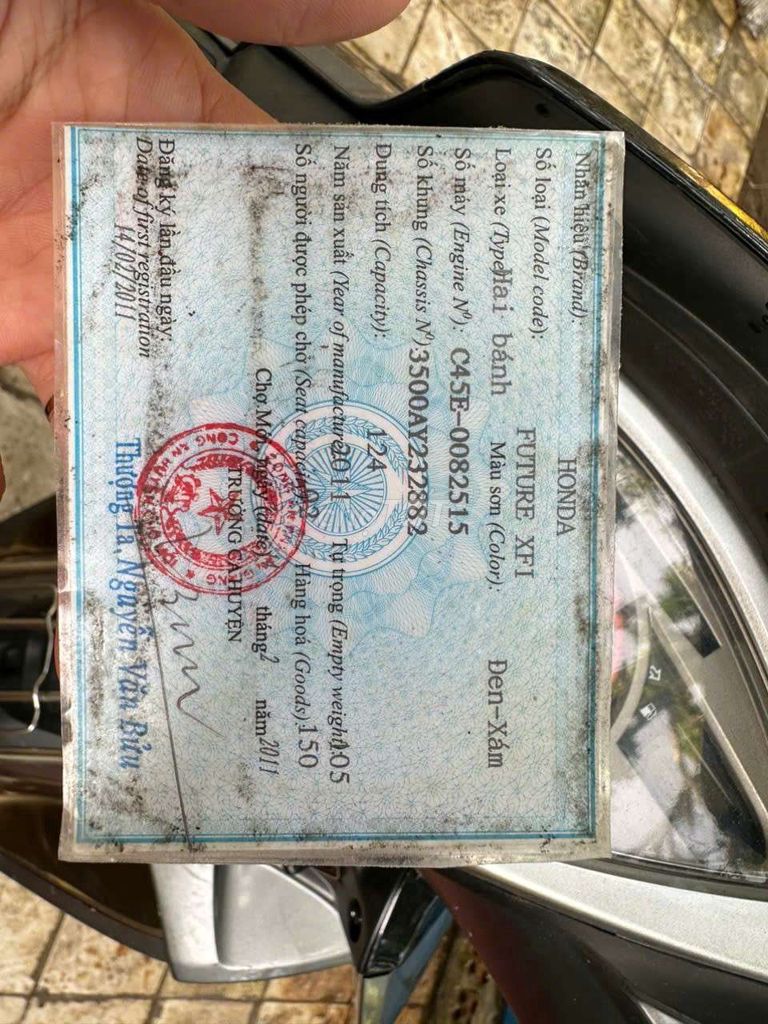 Nhãn hiệu (Brand): HONDA
Số loại (Model code): FUTURE XFI
Loại xe (Type) Hai bánh Màu sơn (Color): Đen-Xám
Số máy (Engine Nº): C45E-0082515
Số khung (Chassis Nº) 3500AY232882
Dung tích (Capacity): 124
Năm sản xuất (Year of manufacture) 2011 Tự trọng (Empty weight) 105
Số người được phép chở (Seat capacity) 02 Hàng hoá (Goods): 150
Chợ Mới, ngày (date) tháng 2 năm 2011
Đăng ký lần đầu ngày:
Date of first registration
14/02/2011
TRƯỞNG CA HUYỆN
CÔNG AN
Thượng Tá, Nguyễn Văn Bửu